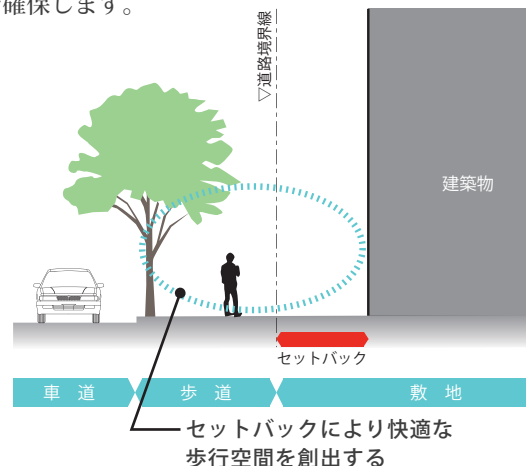 確保します。
▽道路境界線
建築物
セットバック
車道
歩道
敷地
セットバックにより快適な
歩行空間を創出する